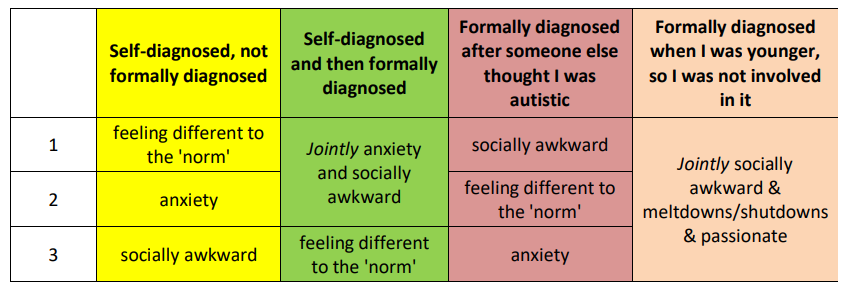 Self-diagnosed, not
formally diagnosed
Self-diagnosed
and then formally
diagnosed
Formally diagnosed
after someone else
thought I was
autistic
Formally diagnosed
when I was younger,
so I was not involved
in it
1
feeling different to
the 'norm'
Jointly anxiety
and socially
awkward
socially awkward
Jointly socially
awkward &
meltdowns/shutdowns
& passionate
2
anxiety
feeling different to
the 'norm'
3
socially awkward
feeling different
to the 'norm'
anxiety